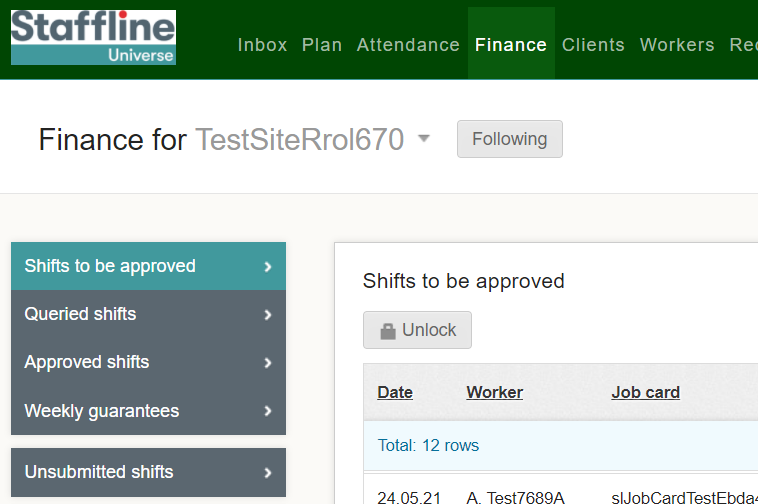 Staffline
Universe
Inbox Plan Attendance Finance Clients Workers
Finance for TestSiteRrol670 Following
Shifts to be approved
Queried shifts
Approved shifts
Weekly guarantees
Unsubmitted shifts
Shifts to be approved
Unlock
Date Worker Job card
Total: 12 rows
24.05.21 A. Test7689A